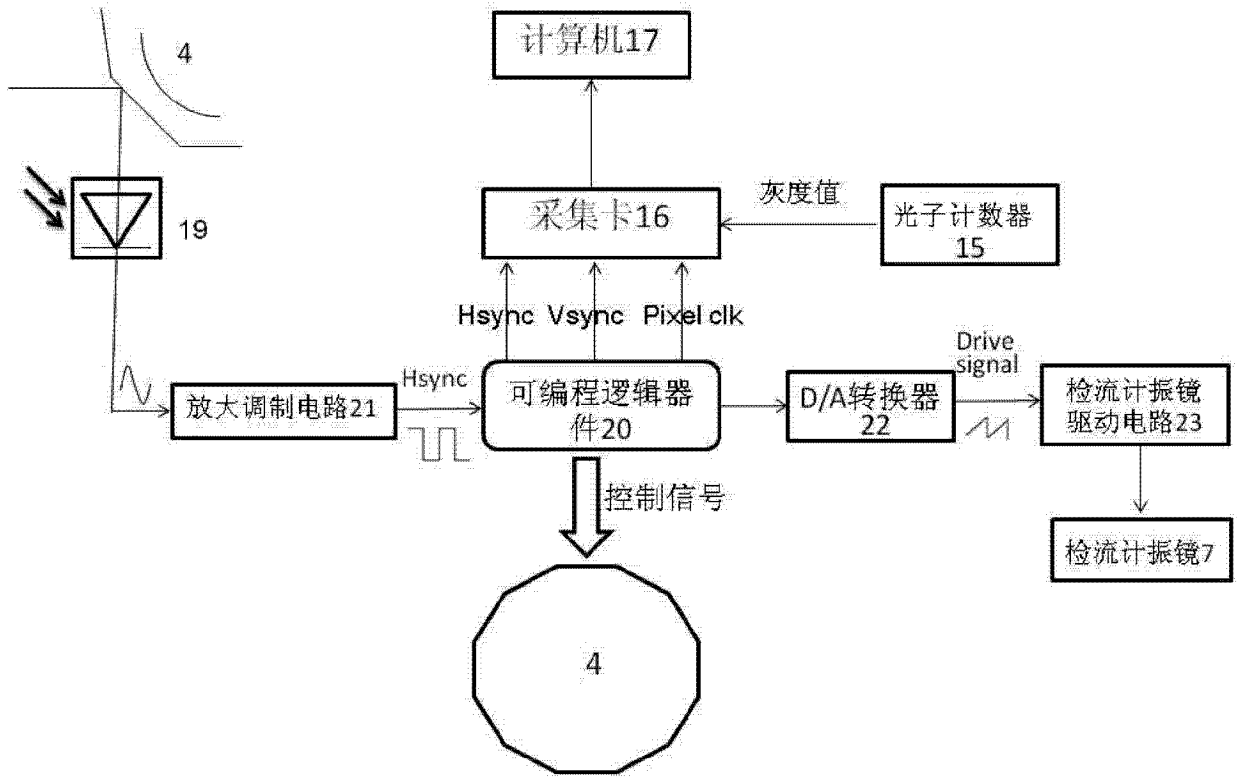 计算机17
4
19
采集卡16
灰度值
光子计数器
15
Hsync
Vsync
Pixel clk
放大调制电路21
Hsync
可编程逻辑器
件20
D/A转换器
22
Drive
signal
检流计振镜
驱动电路23
控制信号
检流计振镜7
4